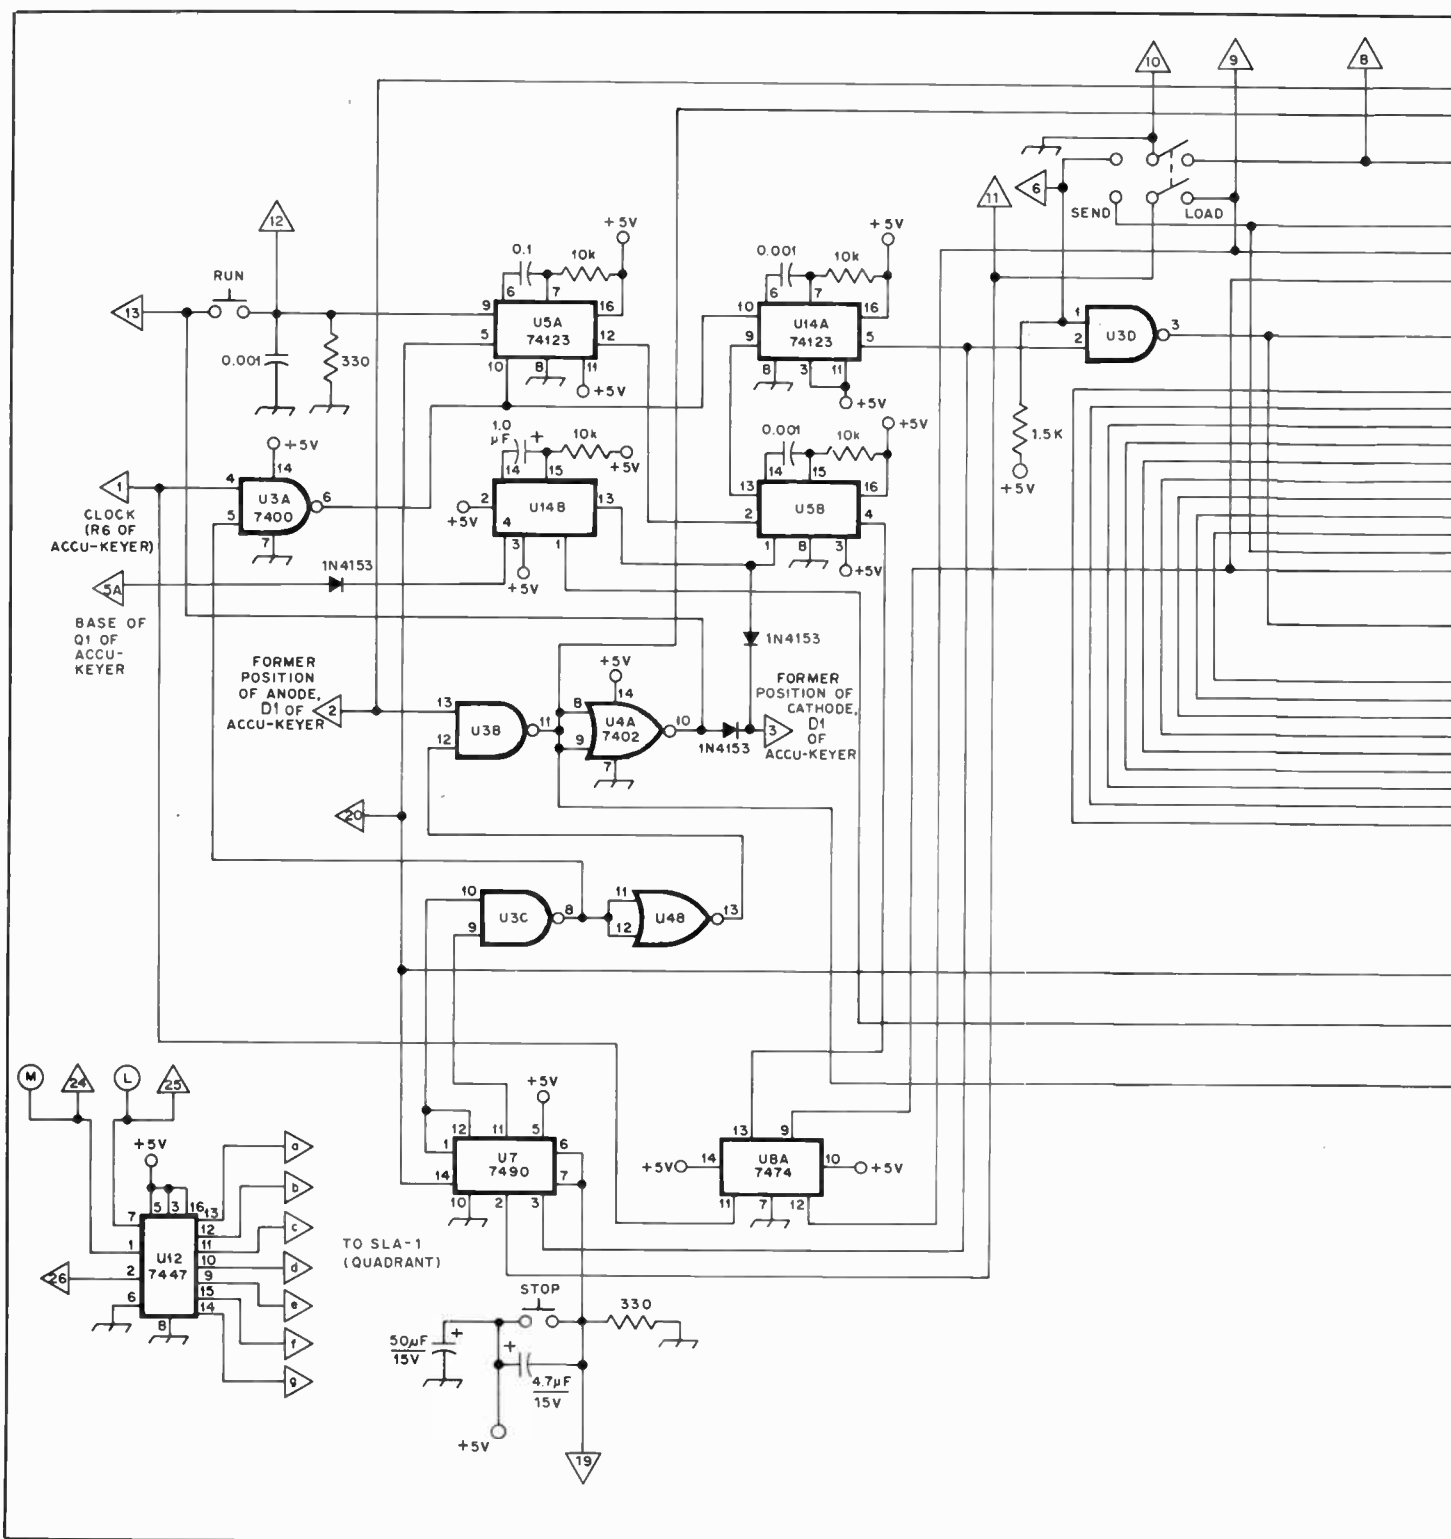 10
9
8
6
11
SEND
LOAD
12
RUN
13
0.001
330
+5V
0.1
10k
6
7
9
16
5
12
U5A
74123
10
8
11
+5V
+5V
0.001
10k
6
7
10
16
9
5
U14A
74123
8
3
11
+5V
1
2
3
U3D
1.5K
+5V
+5V
14
4
5
6
U3A
7400
7
1
CLOCK
(R6 OF
ACCU-KEYER)
1.0
µF
+
10k
+5V
14
15
2
13
+5V
U14B
4
3
1
+5V
+5V
0.001
10k
14
15
13
16
2
4
U5B
1
8
3
+5V
5A
1N4153
BASE OF
Q1 OF
ACCU-
KEYER
1N4153
FORMER
POSITION
OF ANODE,
D1 OF
ACCU-KEYER
2
13
12
11
U3B
+5V
14
8
9
10
U4A
7402
7
1N4153
3
FORMER
POSITION OF
CATHODE,
D1
OF
ACCU-KEYER
20
10
9
8
U3C
11
12
13
U4B
M
24
L
25
+5V
5
3
16
7
1
2
6
U12
7447
8
13
12
11
10
9
15
14
26
a
b
c
d
e
f
g
TO SLA-1
(QUADRANT)
+5V
12
11
5
1
6
14
7
U7
7490
10
2
3
13
9
+5V
14
10
+5V
U8A
7474
11
7
12
STOP
330
50µF
15V
+
+
4.7µF
15V
+5V
19